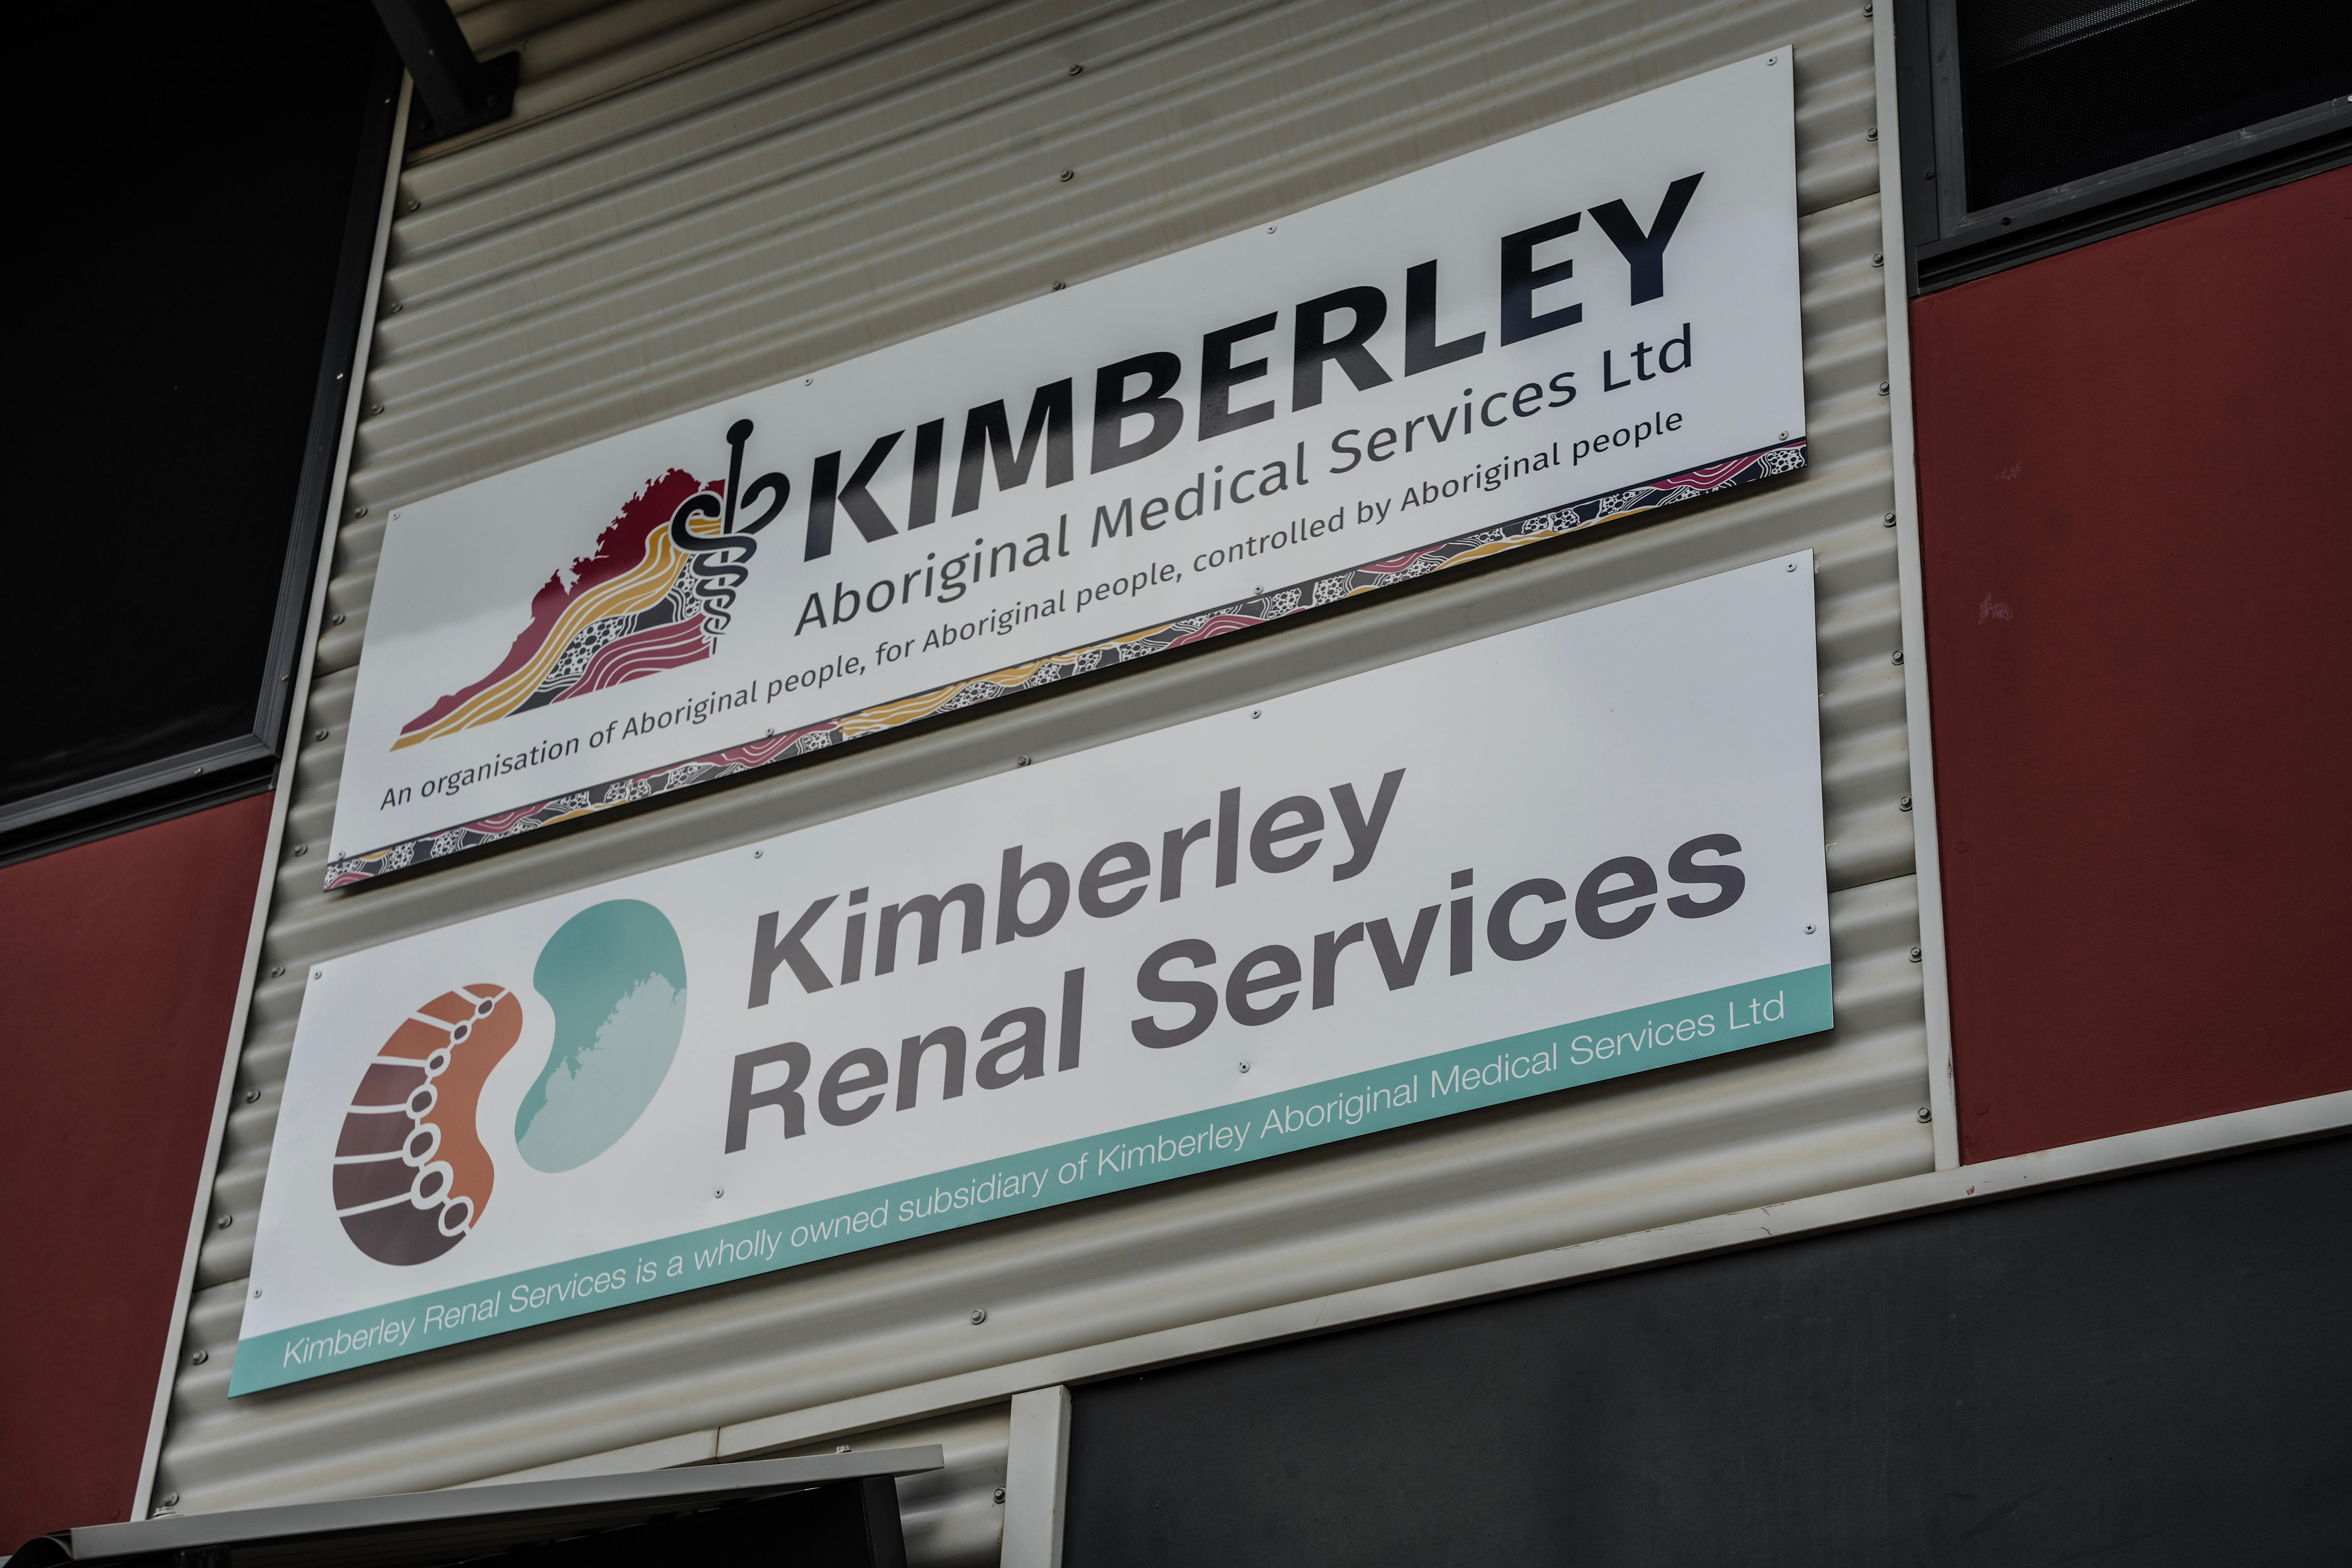 KIMBERLEY
Aboriginal Medical Services Ltd
An organisation of Aboriginal people, for Aboriginal people, controlled by Aboriginal people
Kimberley
Renal Services
Kimberley Renal Services is a wholly owned subsidiary of Kimberley Aboriginal Medical Services Ltd